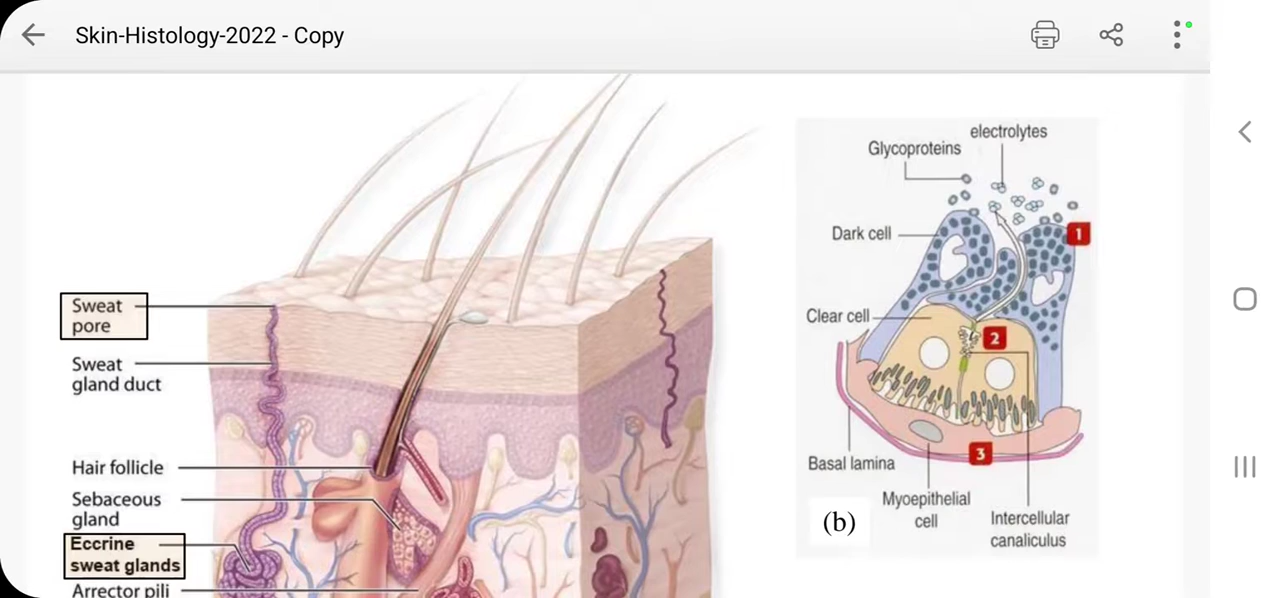 Skin-Histology-2022 - Copy
Sweat
pore
Sweat
gland duct
Hair follicle
Sebaceous
gland
Eccrine
sweat glands
Arrector pili
electrolytes
Glycoproteins
Dark cell
1
Clear cell
2
Basal lamina
3
Myoepithelial
cell
Intercellular
canaliculus
(b)